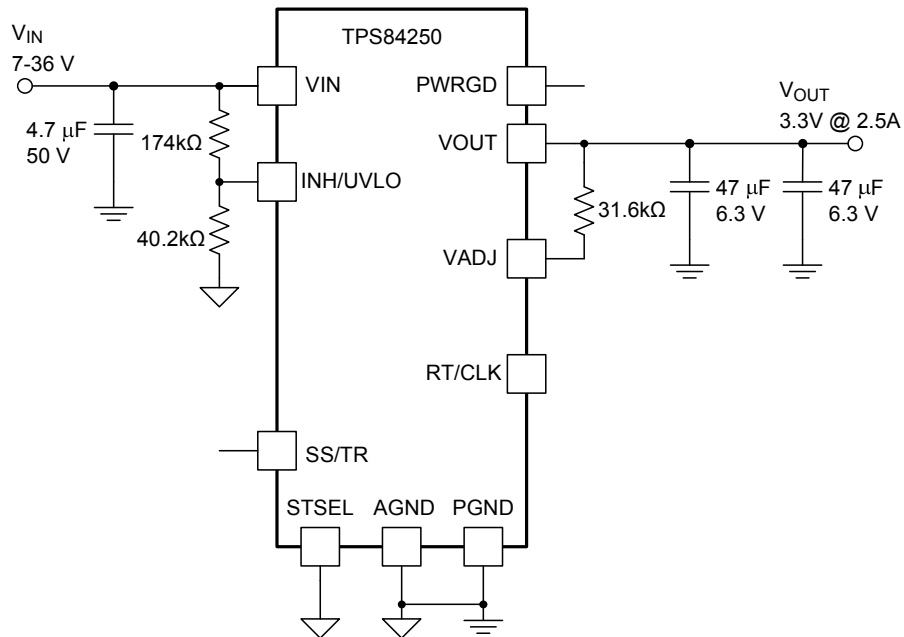 TPS84250
VIN
7-36 V
4.7 μF
50 V
174kΩ
40.2kΩ
VIN
INH/UVLO
SS/TR
STSEL
AGND
PGND
PWRGD
VOUT
VADJ
RT/CLK
31.6kΩ
47 μF
6.3 V
47 μF
6.3 V
VOUT
3.3V @ 2.5A